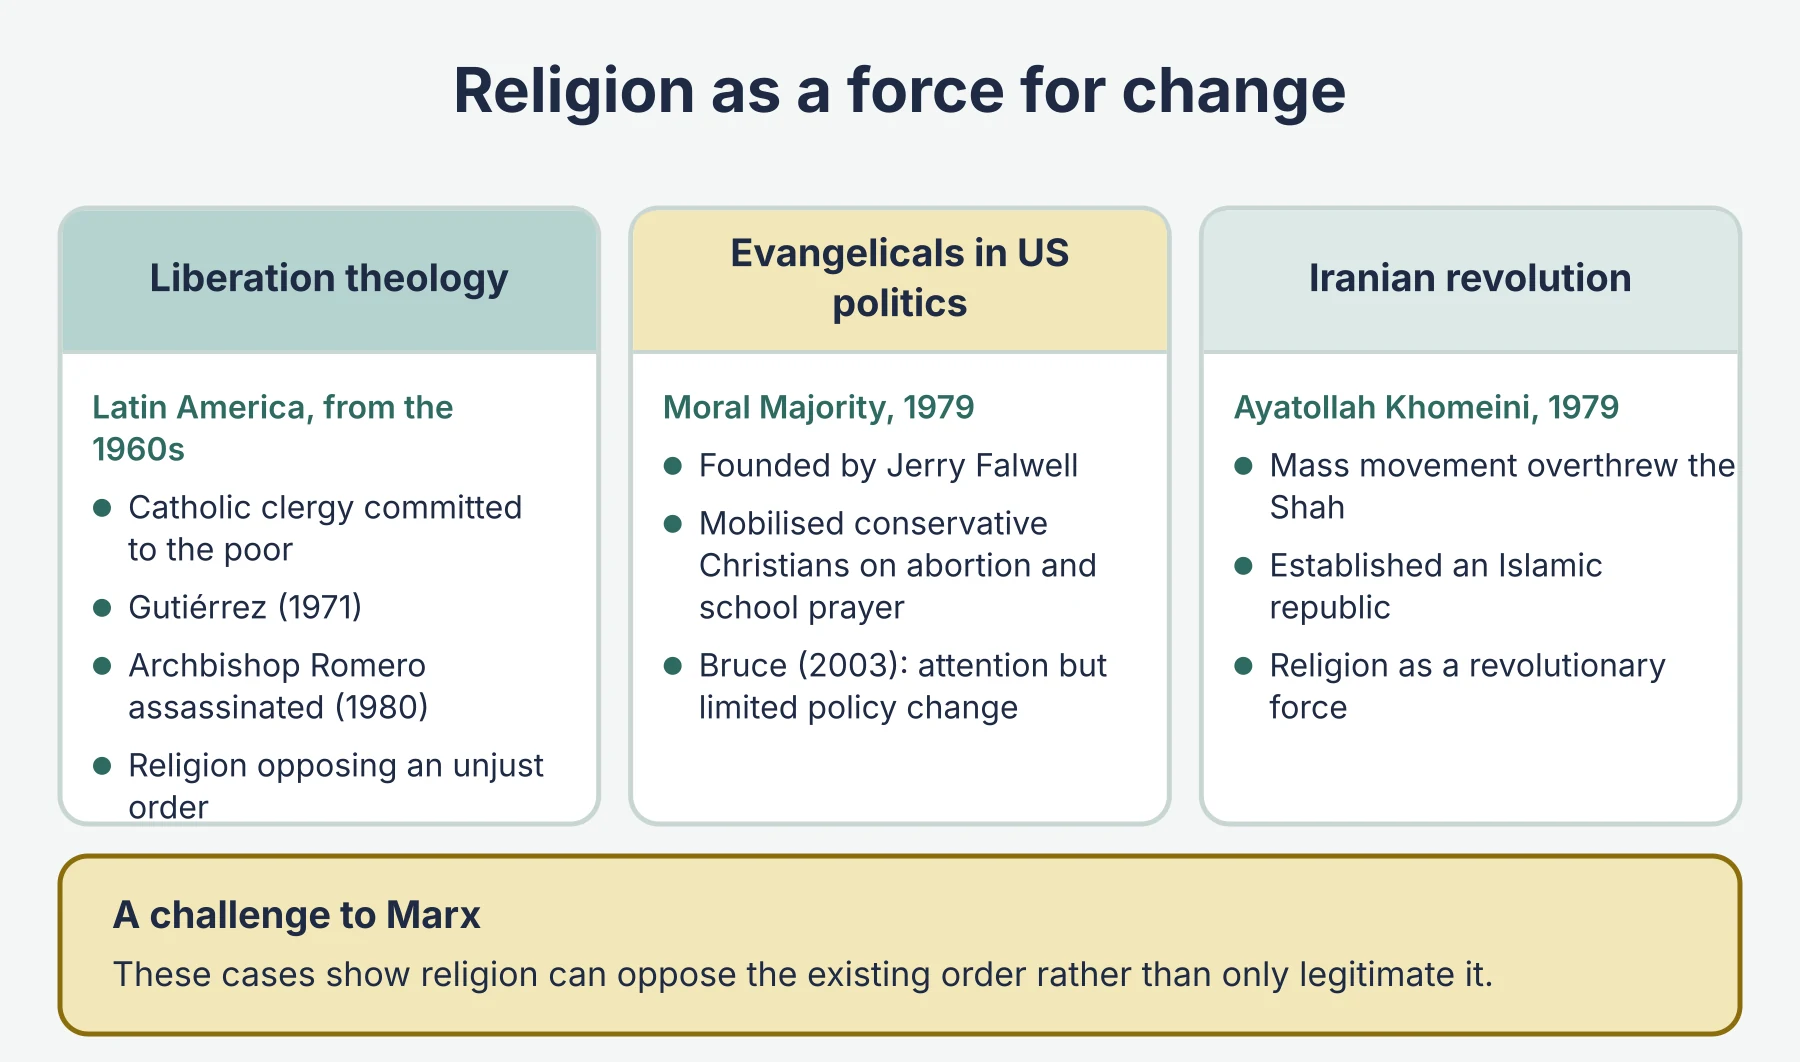 Religion as a force for change
Liberation theology
Latin America, from the
1960s
Catholic clergy committed
to the poor
Gutiérrez (1971)
Archbishop Romero
assassinated (1980)
Religion opposing an unjust
order
Evangelicals in US
politics
Moral Majority, 1979
Founded by Jerry Falwell
Mobilised conservative
Christians on abortion and
school prayer
Bruce (2003): attention but
limited policy change
Iranian revolution
Ayatollah Khomeini, 1979
Mass movement overthrew the
Shah
Established an Islamic
republic
Religion as a revolutionary
force
A challenge to Marx
These cases show religion can oppose the existing order rather than only legitimate it.